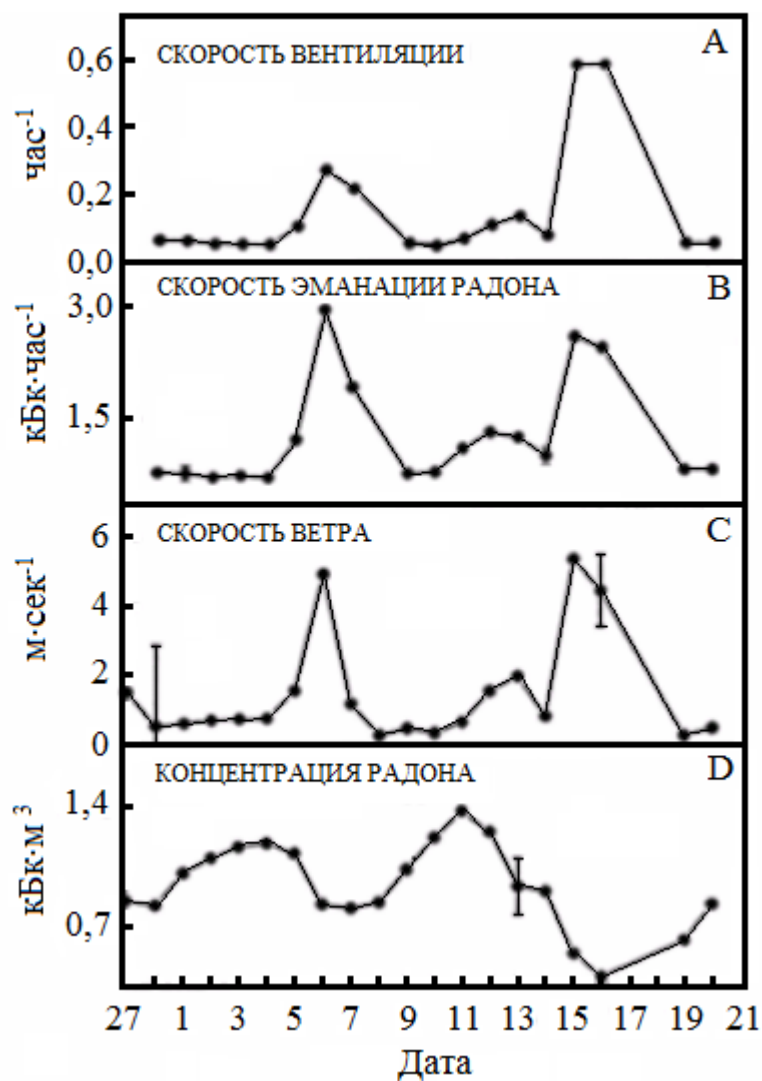 СКОРОСТЬ ВЕНТИЛЯЦИИ
A
0,6
0,4
0,2
0,0
час-1
СКОРОСТЬ ЭМАНАЦИИ РАДОНА
B
3,0
1,5
кБк·час-1
СКОРОСТЬ ВЕТРА
C
6
4
2
0
м·сек-1
КОНЦЕНТРАЦИЯ РАДОНА
D
1,4
0,7
кБк·м 3
27 1 3 5 7 9 11 13 15 17 19 21
Дата